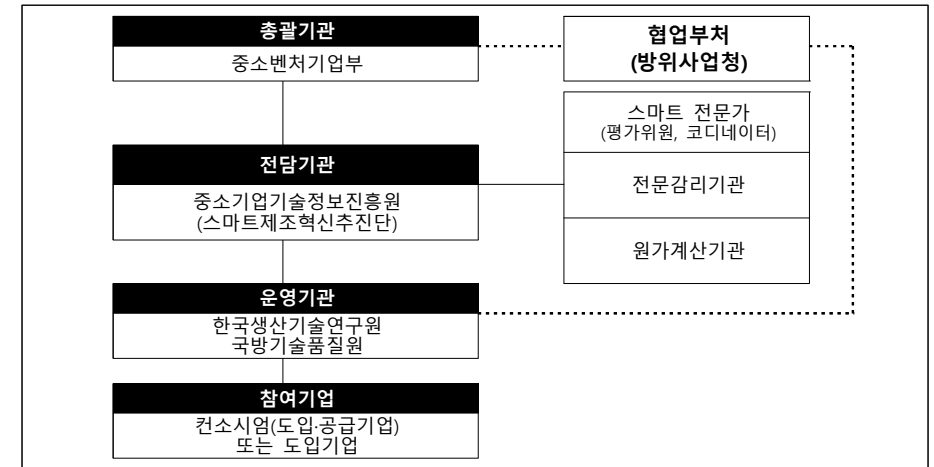 총괄기관
중소벤처기업부
협업부처
(방위사업청)
스마트 전문가
(평가위원, 코디네이터)
전문감리기관
원가계산기관
전담기관
중소기업기술정보진흥원
(스마트제조혁신추진단)
운영기관
한국생산기술연구원
국방기술품질원
참여기업
컨소시엄(도입·공급기업)
또는 도입기업